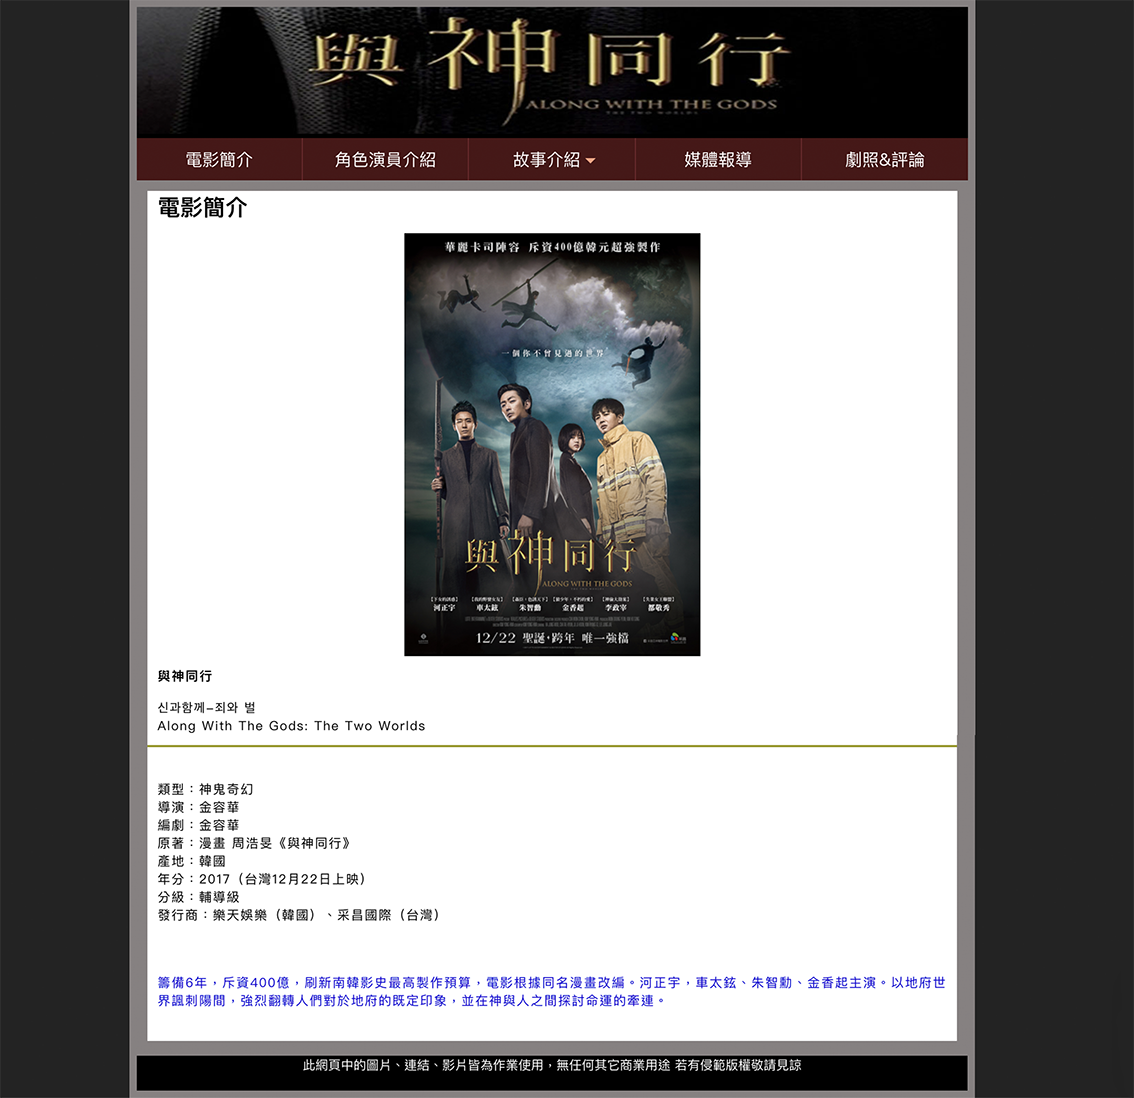 與神同行
ALONG WITH THE GODS
THE TWO WORLDS
電影簡介
角色演員介紹
故事介紹
媒體報導
劇照&評論
電影簡介
華麗卡司陣容 斥資400億韓元超強製作
一個你不曾見過的世界
與神同行
ALONG WITH THE GODS
河正宇 車太鉉 朱智勳 金香起 李政宰 都敬秀
12/22 聖誕·跨年 唯一強檔
與神同行
신과함께–죄와 벌
Along With The Gods: The Two Worlds
類型：神鬼奇幻
導演：金容華
編劇：金容華
原著：漫畫 周浩旻《與神同行》
產地：韓國
年分：2017（台灣12月22日上映）
分級：輔導級
發行商：樂天娛樂（韓國）、采昌國際（台灣）
籌備6年，斥資400億，刷新南韓影史最高製作預算，電影根據同名漫畫改編。河正宇，車太鉉、朱智勳、金香起主演。以地府世
界諷刺陽間，強烈翻轉人們對於地府的既定印象，並在神與人之間探討命運的牽連。
此網頁中的圖片、連結、影片皆為作業使用，無任何其它商業用途 若有侵範版權敬請見諒